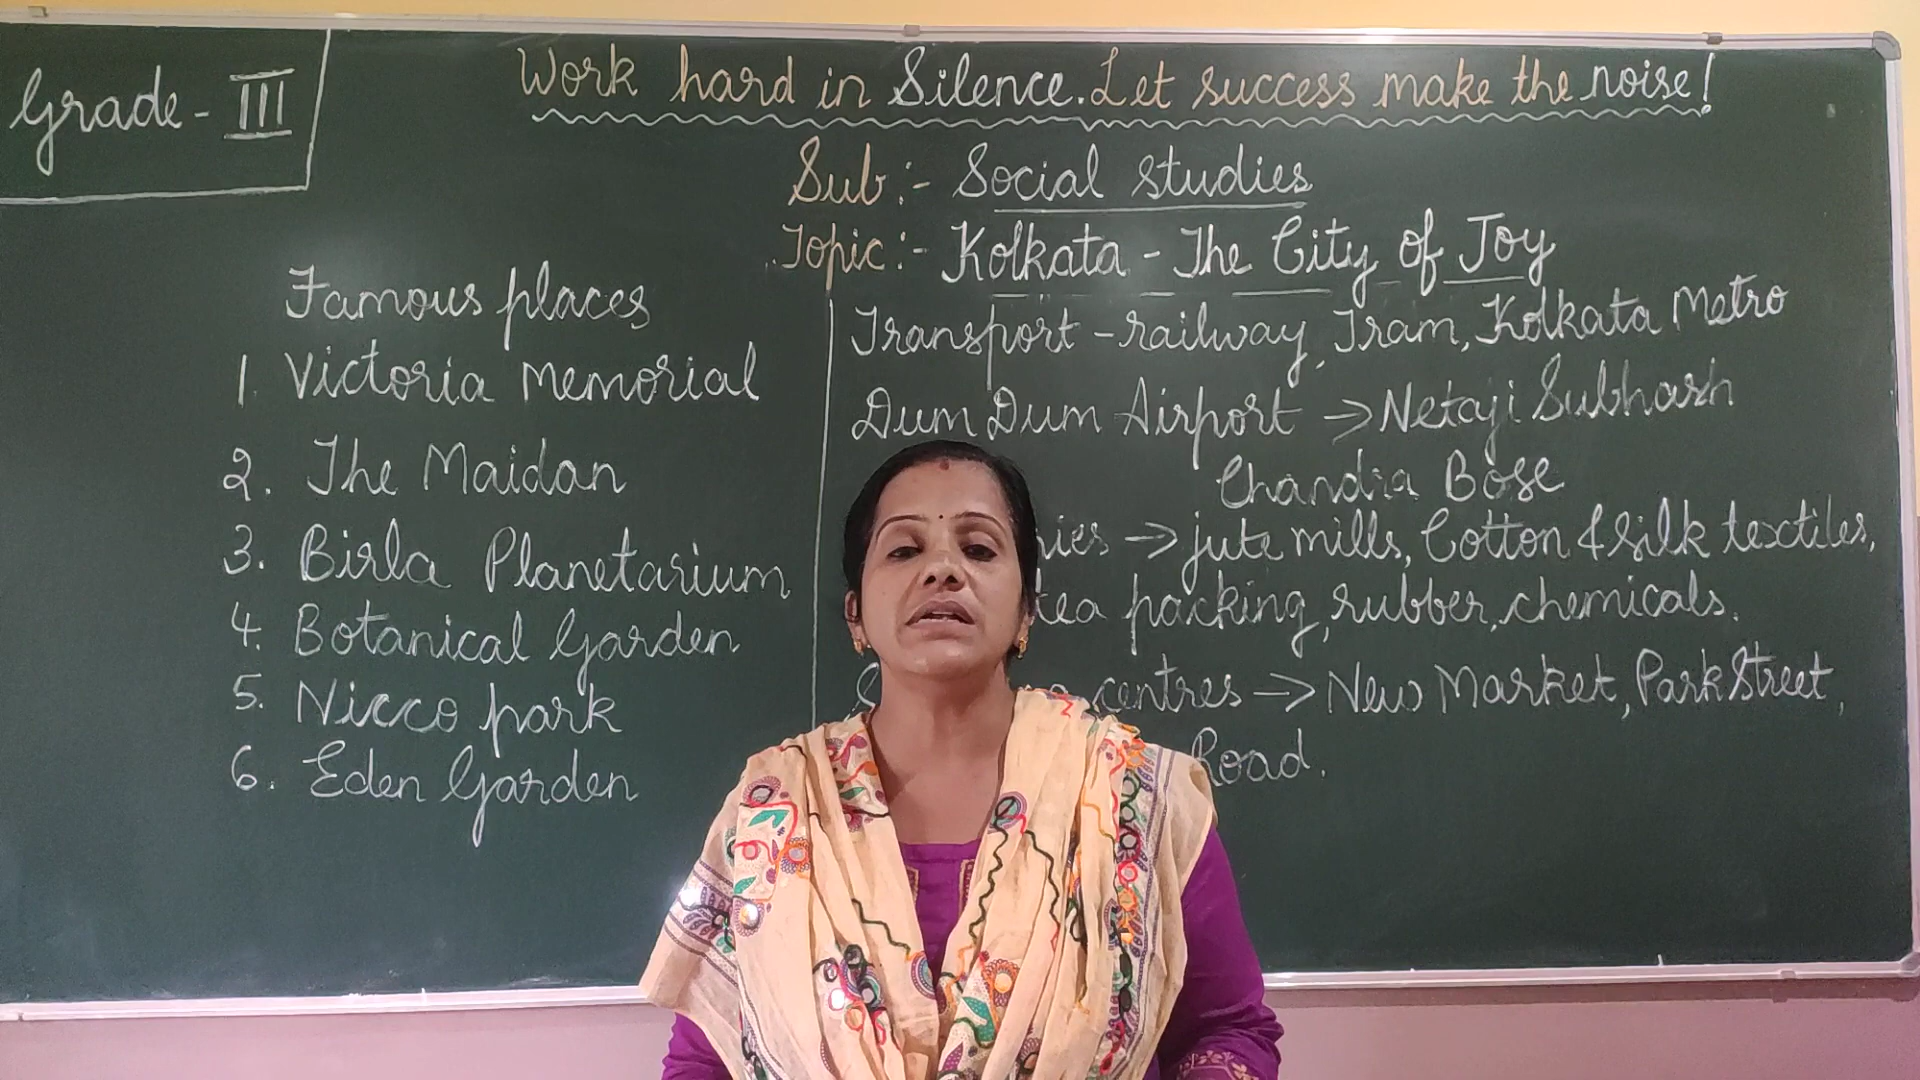 Grade - III
Work hard in Silence. Let success make the noise!
Sub :- Social studies
Topic :- Kolkata - The City of Joy
Famous places
1. Victoria Memorial
2. The Maidan
3. Birla Planetarium
4. Botanical Garden
5. Nicco park
6. Eden Garden
Transport - railway, Tram, Kolkata Metro
Dum Dum Airport → Netaji Subhash
Chandra Bose
ries → jute mills, Cotton & Silk textiles,
tea packing, rubber, chemicals.
centres → New Market, Park Street,
Road.